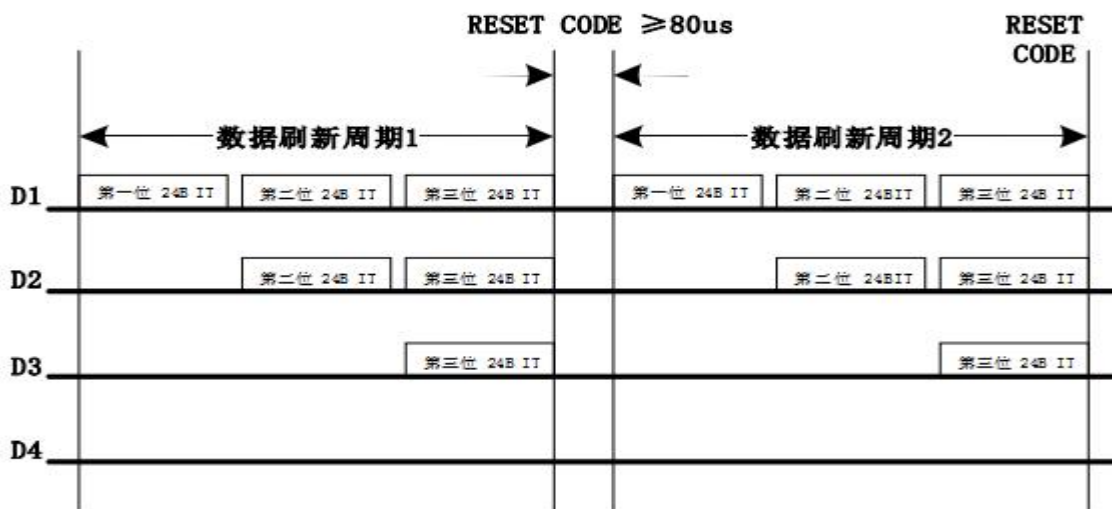 RESET CODE ≥80us
RESET
CODE
数据刷新周期1
数据刷新周期2
D1
第一位 24B IT
第二位 24B IT
第三位 24B IT
第一位 24B IT
第二位 24BIT
第三位 24B IT
D2
第二位 24B IT
第三位 24B IT
第二位 24BIT
第三位 24B IT
D3
第三位 24B IT
第三位 24B IT
D4